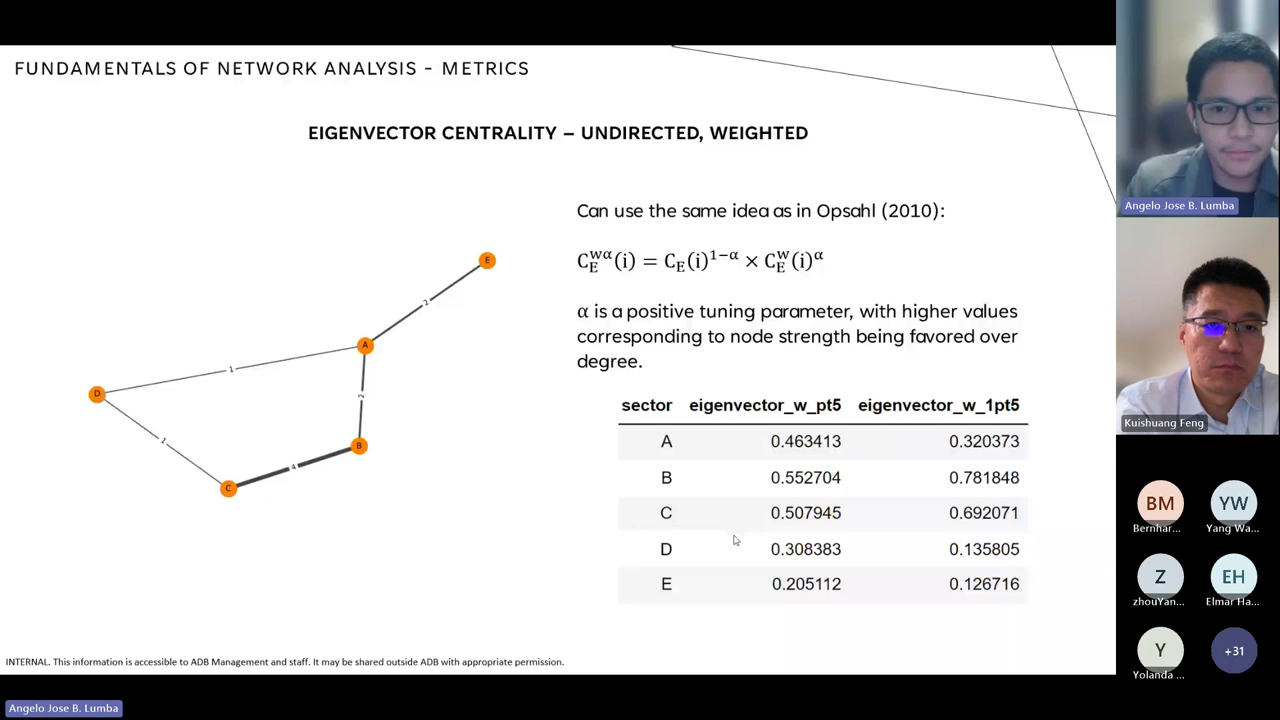 FUNDAMENTALS OF NETWORK ANALYSIS - METRICS
EIGENVECTOR CENTRALITY – UNDIRECTED, WEIGHTED
Can use the same idea as in Opsahl (2010):
C_E^{wα}(i) = C_E(i)^{1−α} × C_E^w(i)^α
α is a positive tuning parameter, with higher values
corresponding to node strength being favored over
degree.
E
2
A
1
2
D
1
B
4
C
sector eigenvector_w_pt5 eigenvector_w_1pt5
A 0.463413 0.320373
B 0.552704 0.781848
C 0.507945 0.692071
D 0.308383 0.135805
E 0.205112 0.126716
INTERNAL. This information is accessible to ADB Management and staff. It may be shared outside ADB with appropriate permission.
Angelo Jose B. Lumba
Angelo Jose B. Lumba
Kuishuang Feng
BM YW
Bernhar... Yang Wa...
Z EH
zhouYan... Elmar Ha...
Y +31
Yolanda ...